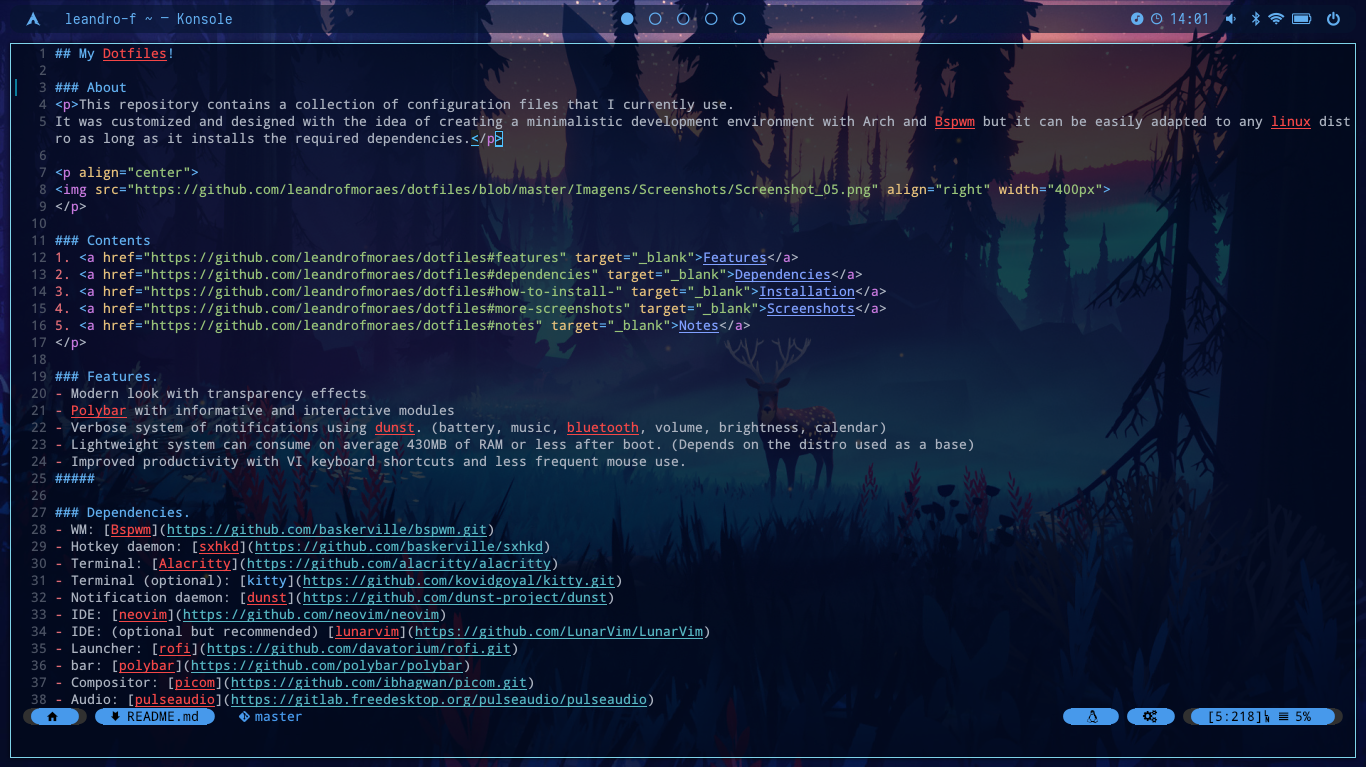 leandro-f ~ — Konsole
14:01
1 ## My Dotfiles!
2
3 ### About
4 <p>This repository contains a collection of configuration files that I currently use.
5 It was customized and designed with the idea of creating a minimalistic development environment with Arch and Bspwm but it can be easily adapted to any linux dist
ro as long as it installs the required dependencies.</p>
6
7 <p align="center">
8 <img src="https://github.com/leandrofmoraes/dotfiles/blob/master/Imagens/Screenshots/Screenshot_05.png" align="right" width="400px">
9 </p>
10
11 ### Contents
12 1. <a href="https://github.com/leandrofmoraes/dotfiles#features" target="_blank">Features</a>
13 2. <a href="https://github.com/leandrofmoraes/dotfiles#dependencies" target="_blank">Dependencies</a>
14 3. <a href="https://github.com/leandrofmoraes/dotfiles#how-to-install-" target="_blank">Installation</a>
15 4. <a href="https://github.com/leandrofmoraes/dotfiles#more-screenshots" target="_blank">Screenshots</a>
16 5. <a href="https://github.com/leandrofmoraes/dotfiles#notes" target="_blank">Notes</a>
17 </p>
18
19 ### Features.
20 - Modern look with transparency effects
21 - Polybar with informative and interactive modules
22 - Verbose system of notifications using dunst. (battery, music, bluetooth, volume, brightness, calendar)
23 - Lightweight system can consume on average 430MB of RAM or less after boot. (Depends on the distro used as a base)
24 - Improved productivity with VI keyboard shortcuts and less frequent mouse use.
25 #####
26
27 ### Dependencies.
28 - WM: [Bspwm](https://github.com/baskerville/bspwm.git)
29 - Hotkey daemon: [sxhkd](https://github.com/baskerville/sxhkd)
30 - Terminal: [Alacritty](https://github.com/alacritty/alacritty)
31 - Terminal (optional): [kitty](https://github.com/kovidgoyal/kitty.git)
32 - Notification daemon: [dunst](https://github.com/dunst-project/dunst)
33 - IDE: [neovim](https://github.com/neovim/neovim)
34 - IDE: (optional but recommended) [lunarvim](https://github.com/LunarVim/LunarVim)
35 - Launcher: [rofi](https://github.com/davatorium/rofi.git)
36 - bar: [polybar](https://github.com/polybar/polybar)
37 - Compositor: [picom](https://github.com/ibhagwan/picom.git)
38 - Audio: [pulseaudio](https://gitlab.freedesktop.org/pulseaudio/pulseaudio)
README.md master [5:218] 5%